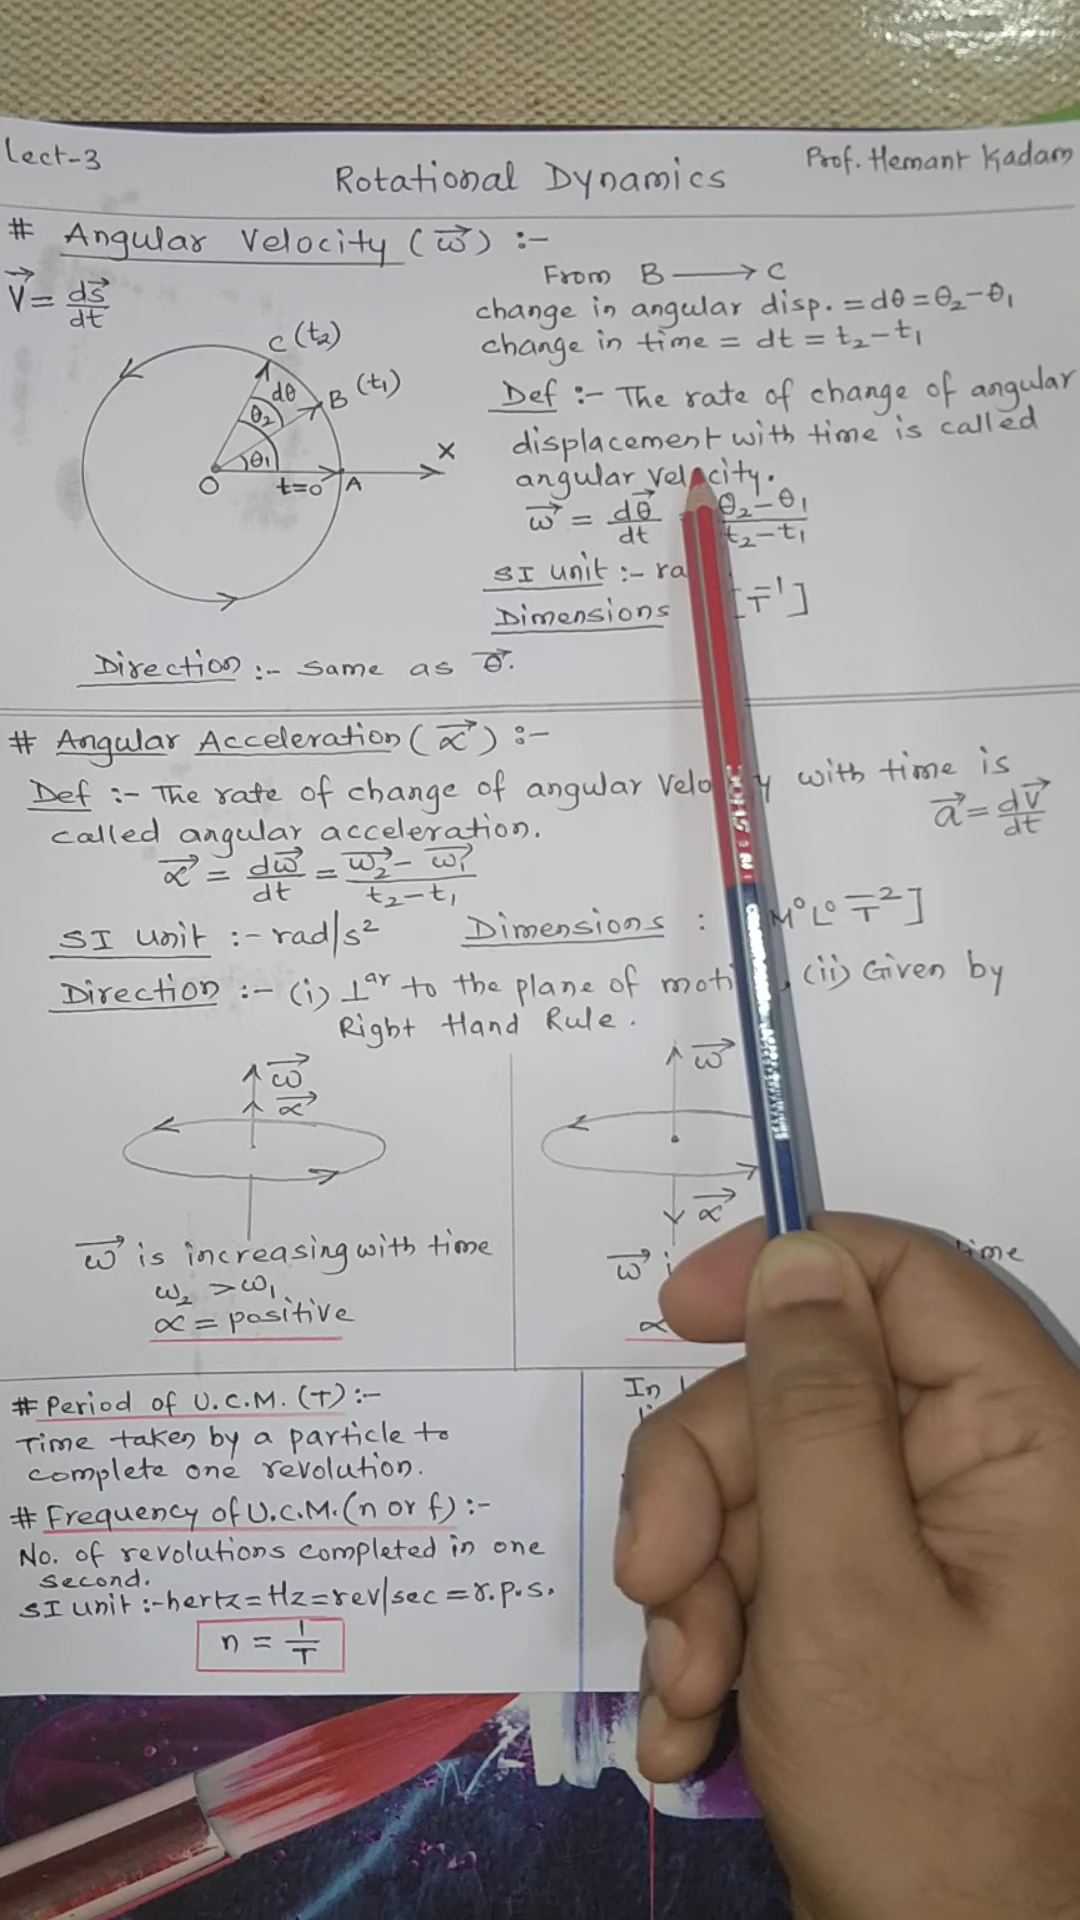 Lect-3
Rotational Dynamics
Prof. Hemant Kadam
# Angular Velocity (ω⃗) :-
V⃗ = ds⃗/dt
From B ⟶ C
change in angular disp. = dθ = θ₂-θ₁
change in time = dt = t₂-t₁
C (t₂)
dθ
B (t₁)
θ₂
θ₁
X
O
t=0
A
Def :- The rate of change of angular
displacement with time is called
angular velocity.
ω⃗ = dθ⃗/dt θ₂-θ₁/t₂-t₁
SI unit :-
Dimensions T⁻¹]
Direction :- same as θ⃗.
# Angular Acceleration (α⃗) :-
Def :- The rate of change of angular with time is
called angular acceleration.
a⃗ = dv⃗/dt
α⃗ = dω⃗/dt = ω⃗₂-ω⃗₁/t₂-t₁
SI unit :- rad/s² Dimensions : M⁰L⁰T⁻²]
Direction :- (i) ⊥ᵃʳ to the plane of , (ii) Given by
Right Hand Rule.
ω⃗
α⃗
ω⃗
α⃗
ω⃗ is increasing with time
ω₂ > ω₁
α = positive
ω⃗
time
α
# Period of U.C.M. (T) :-
Time taken by a particle to
complete one revolution.
# Frequency of U.C.M. (n or f) :-
No. of revolutions completed in one
second.
SI unit :- hertz = Hz = rev/sec = r.p.s.
n = 1/T
In